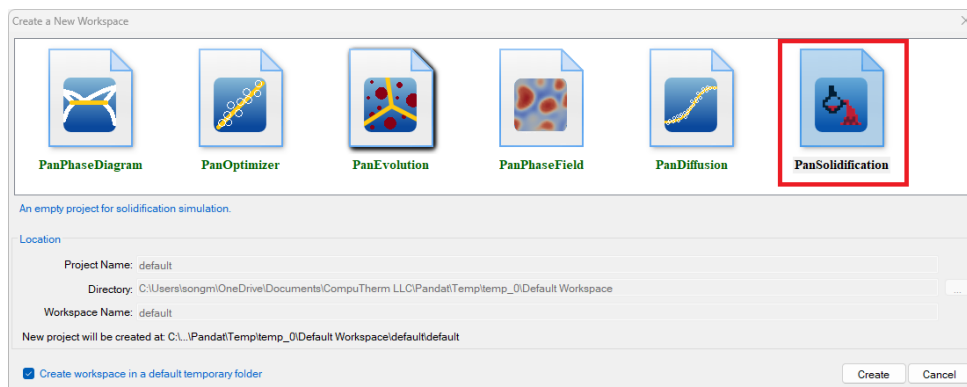 Create a New Workspace
PanPhaseDiagram
PanOptimizer
PanEvolution
PanPhaseField
PanDiffusion
PanSolidification
An empty project for solidification simulation.
Location
Project Name: default
Directory: C:\Users\songm\OneDrive\Documents\CompuTherm LLC\Pandat\Temp\temp_0\Default Workspace
...
Workspace Name: default
New project will be created at: C:\...\Pandat\Temp\temp_0\Default Workspace\default\default
Create workspace in a default temporary folder
Create
Cancel